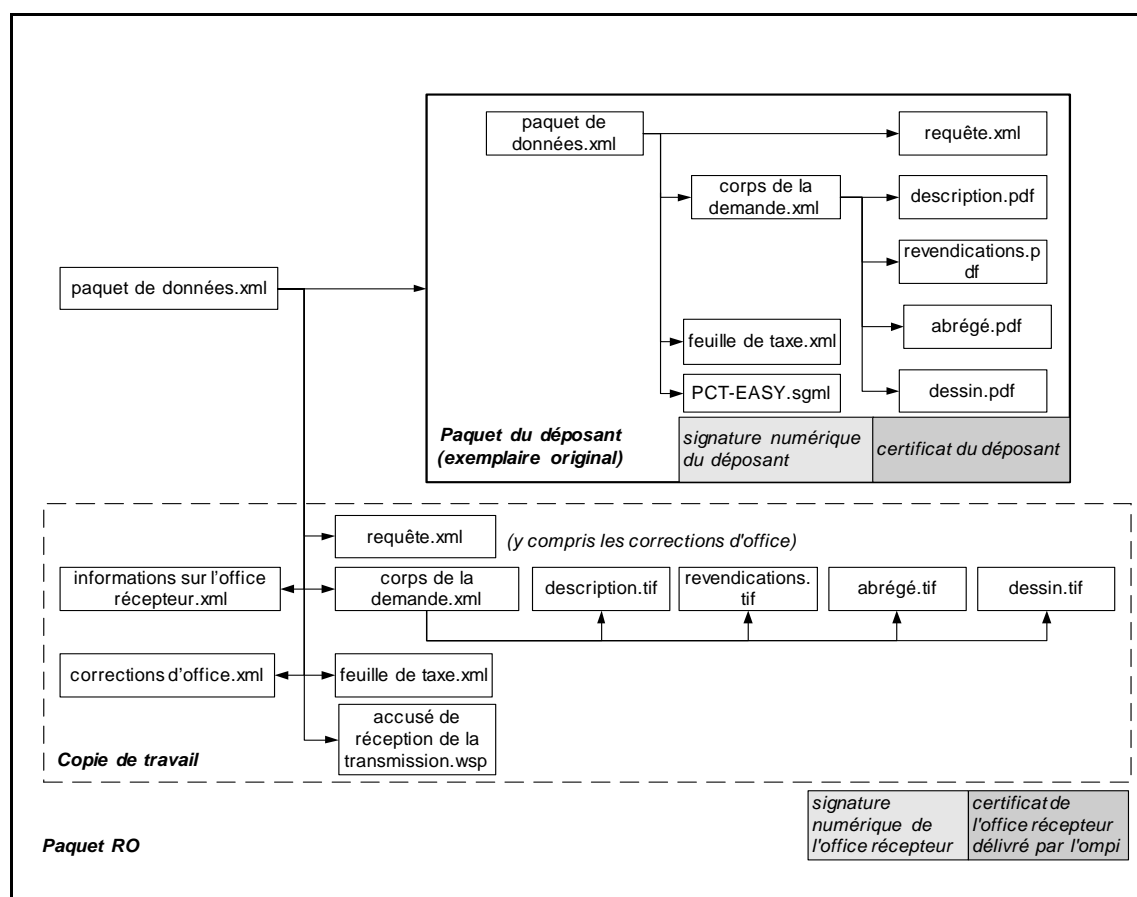 paquet de
données.xml
requête.xml
corps de la
demande.xml
description.pdf
revendications.p
df
paquet de données.xml
abrégé.pdf
feuille de taxe.xml
PCT-EASY.sgml
dessin.pdf
Paquet du déposant
(exemplaire original)
signature numérique
du déposant
certificat du déposant
requête.xml
(y compris les corrections d'office)
informations sur l’office
récepteur.xml
corps de la
demande.xml
description.tif
revendications.
tif
abrégé.tif
dessin.tif
corrections d’office.xml
feuille de taxe.xml
accusé de
réception de la
transmission.wsp
Copie de travail
signature
numérique de
l'office récepteur
certificat de
l'office récepteur
délivré par l'ompi
Paquet RO